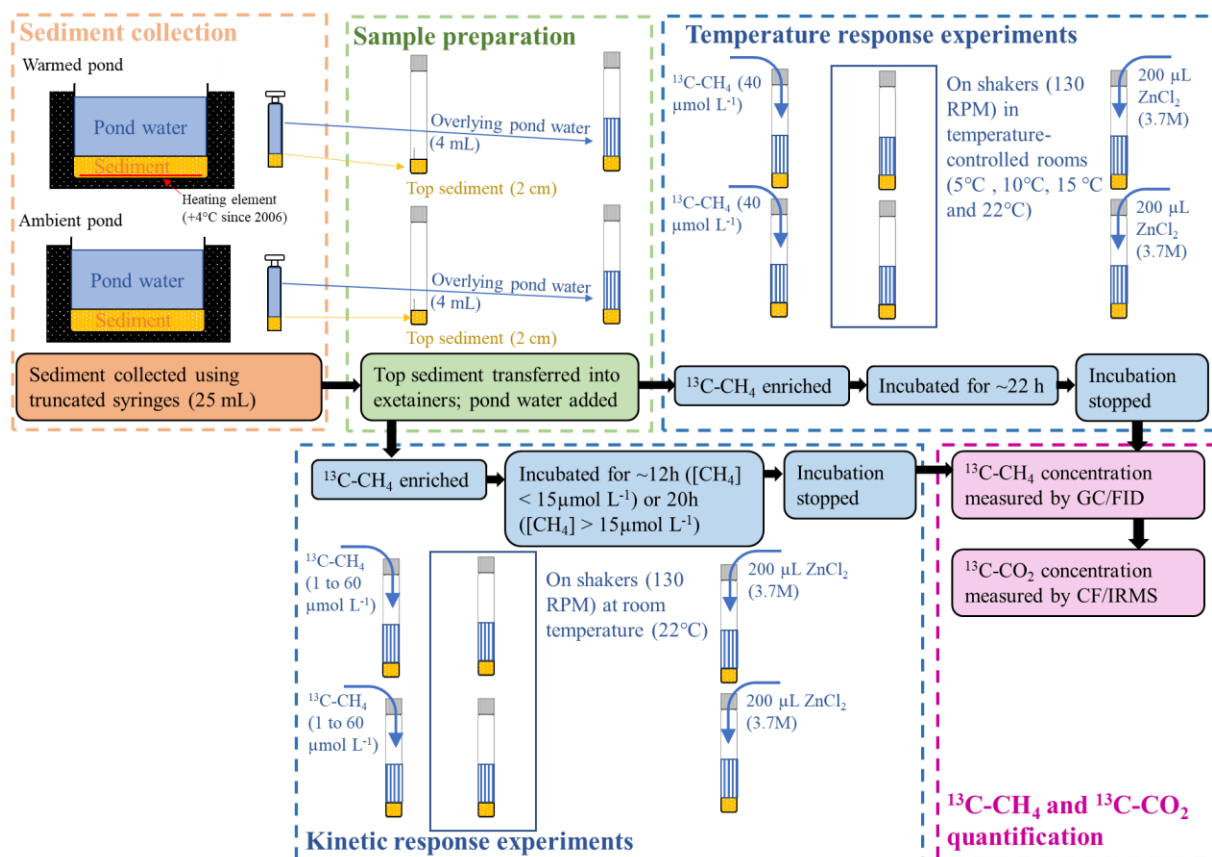 Sediment collection
Warmed pond
Pond water
Sediment
Heating element
(+4°C since 2006)
Ambient pond
Pond water
Sediment
Sediment collected using
truncated syringes (25 mL)
Sample preparation
Overlying pond water
(4 mL)
Top sediment (2 cm)
Overlying pond water
(4 mL)
Top sediment (2 cm)
Top sediment transferred into
exetainers; pond water added
Temperature response experiments
¹³C-CH₄ (40
µmol L⁻¹)
¹³C-CH₄ (40
µmol L⁻¹)
On shakers (130
RPM) in
temperature-
controlled rooms
(5°C , 10°C, 15 °C
and 22°C)
200 µL
ZnCl₂
(3.7M)
200 µL
ZnCl₂
(3.7M)
¹³C-CH₄ enriched
Incubated for ~22 h
Incubation
stopped
¹³C-CH₄ enriched
Incubated for ~12h ([CH₄]
< 15µmol L⁻¹) or 20h
([CH₄] > 15µmol L⁻¹)
Incubation
stopped
¹³C-CH₄
(1 to 60
µmol L⁻¹)
¹³C-CH₄
(1 to 60
µmol L⁻¹)
On shakers (130
RPM) at room
temperature (22°C)
200 µL ZnCl₂
(3.7M)
200 µL ZnCl₂
(3.7M)
Kinetic response experiments
¹³C-CH₄ concentration
measured by GC/FID
¹³C-CO₂ concentration
measured by CF/IRMS
¹³C-CH₄ and ¹³C-CO₂
quantification